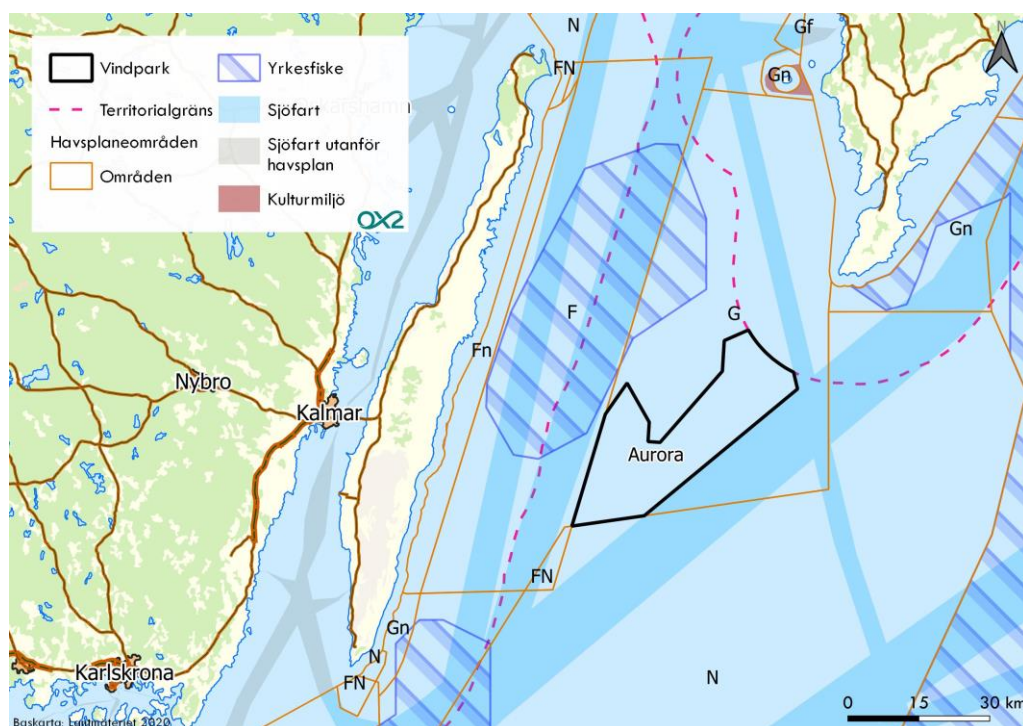 Vindpark
Territorialgräns
Havsplaneområden
Områden
Yrkesfiske
Sjöfart
Sjöfart utanför
havsplan
Kulturmiljö
OX2
N
FN
Gf
Gn
N
Gn
F
G
Fn
Nybro
Kalmar
Aurora
FN
Gn
N
FN
Karlskrona
N
0 15 30 km
Baskarta: Lantmäteriet 2020